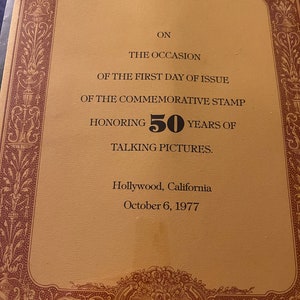 ON
THE OCCASION
OF THE FIRST DAY OF ISSUE
OF THE COMMEMORATIVE STAMP
HONORING 50 YEARS OF
TALKING PICTURES.
Hollywood, California
October 6, 1977